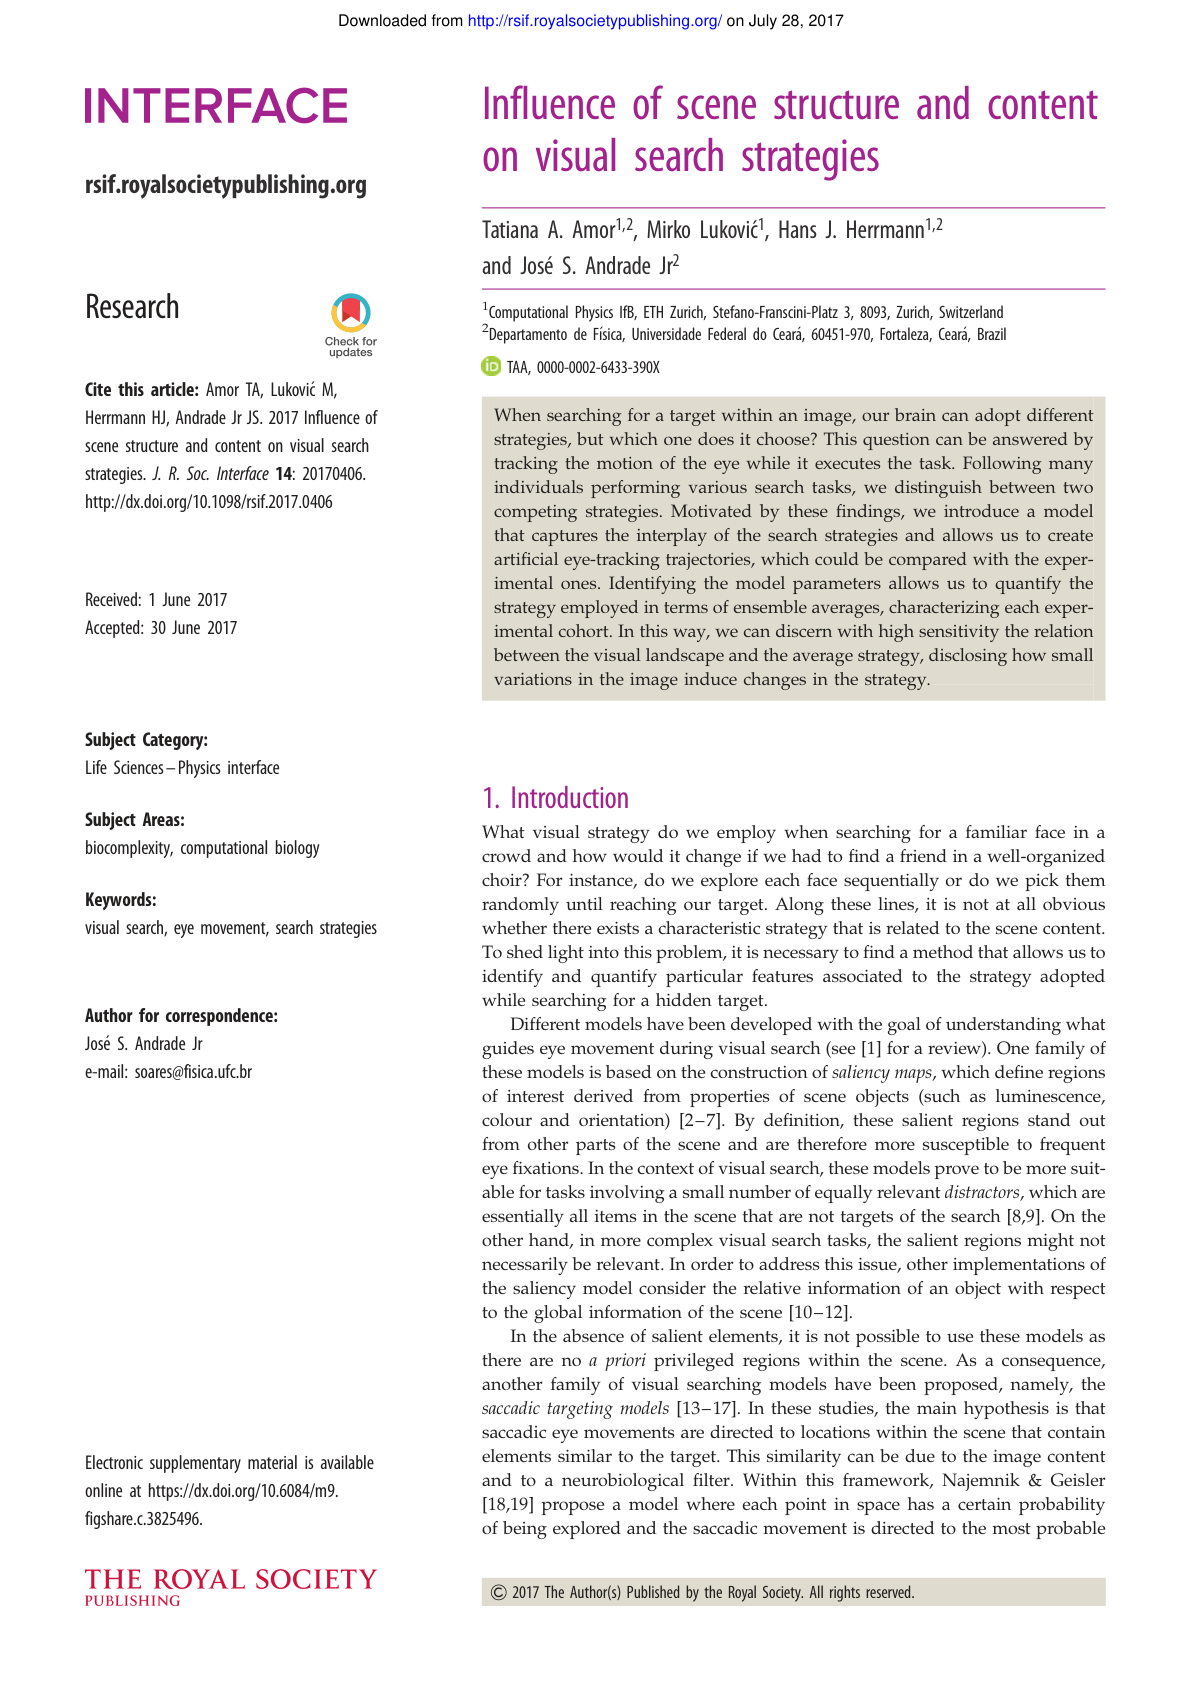 Downloaded from http://rsif.royalsocietypublishing.org/ on July 28, 2017
INTERFACE
rsif.royalsocietypublishing.org
Research
Check for
updates
Cite this article: Amor TA, Luković M,
Herrmann HJ, Andrade Jr JS. 2017 Influence of
scene structure and content on visual search
strategies. J. R. Soc. Interface 14: 20170406.
http://dx.doi.org/10.1098/rsif.2017.0406
Received: 1 June 2017
Accepted: 30 June 2017
Subject Category:
Life Sciences – Physics interface
Subject Areas:
biocomplexity, computational biology
Keywords:
visual search, eye movement, search strategies
Author for correspondence:
José S. Andrade Jr
e-mail: soares@fisica.ufc.br
Electronic supplementary material is available
online at https://dx.doi.org/10.6084/m9.
figshare.c.3825496.
THE ROYAL SOCIETY
PUBLISHING
Influence of scene structure and content
on visual search strategies
Tatiana A. Amor1,2, Mirko Luković1, Hans J. Herrmann1,2
and José S. Andrade Jr2
1Computational Physics IfB, ETH Zurich, Stefano-Franscini-Platz 3, 8093, Zurich, Switzerland
2Departamento de Física, Universidade Federal do Ceará, 60451-970, Fortaleza, Ceará, Brazil
iD TAA, 0000-0002-6433-390X
When searching for a target within an image, our brain can adopt different
strategies, but which one does it choose? This question can be answered by
tracking the motion of the eye while it executes the task. Following many
individuals performing various search tasks, we distinguish between two
competing strategies. Motivated by these findings, we introduce a model
that captures the interplay of the search strategies and allows us to create
artificial eye-tracking trajectories, which could be compared with the exper-
imental ones. Identifying the model parameters allows us to quantify the
strategy employed in terms of ensemble averages, characterizing each exper-
imental cohort. In this way, we can discern with high sensitivity the relation
between the visual landscape and the average strategy, disclosing how small
variations in the image induce changes in the strategy.
1. Introduction
What visual strategy do we employ when searching for a familiar face in a
crowd and how would it change if we had to find a friend in a well-organized
choir? For instance, do we explore each face sequentially or do we pick them
randomly until reaching our target. Along these lines, it is not at all obvious
whether there exists a characteristic strategy that is related to the scene content.
To shed light into this problem, it is necessary to find a method that allows us to
identify and quantify particular features associated to the strategy adopted
while searching for a hidden target.
Different models have been developed with the goal of understanding what
guides eye movement during visual search (see [1] for a review). One family of
these models is based on the construction of saliency maps, which define regions
of interest derived from properties of scene objects (such as luminescence,
colour and orientation) [2–7]. By definition, these salient regions stand out
from other parts of the scene and are therefore more susceptible to frequent
eye fixations. In the context of visual search, these models prove to be more suit-
able for tasks involving a small number of equally relevant distractors, which are
essentially all items in the scene that are not targets of the search [8,9]. On the
other hand, in more complex visual search tasks, the salient regions might not
necessarily be relevant. In order to address this issue, other implementations of
the saliency model consider the relative information of an object with respect
to the global information of the scene [10–12].
In the absence of salient elements, it is not possible to use these models as
there are no a priori privileged regions within the scene. As a consequence,
another family of visual searching models have been proposed, namely, the
saccadic targeting models [13–17]. In these studies, the main hypothesis is that
saccadic eye movements are directed to locations within the scene that contain
elements similar to the target. This similarity can be due to the image content
and to a neurobiological filter. Within this framework, Najemnik & Geisler
[18,19] propose a model where each point in space has a certain probability
of being explored and the saccadic movement is directed to the most probable
© 2017 The Author(s) Published by the Royal Society. All rights reserved.